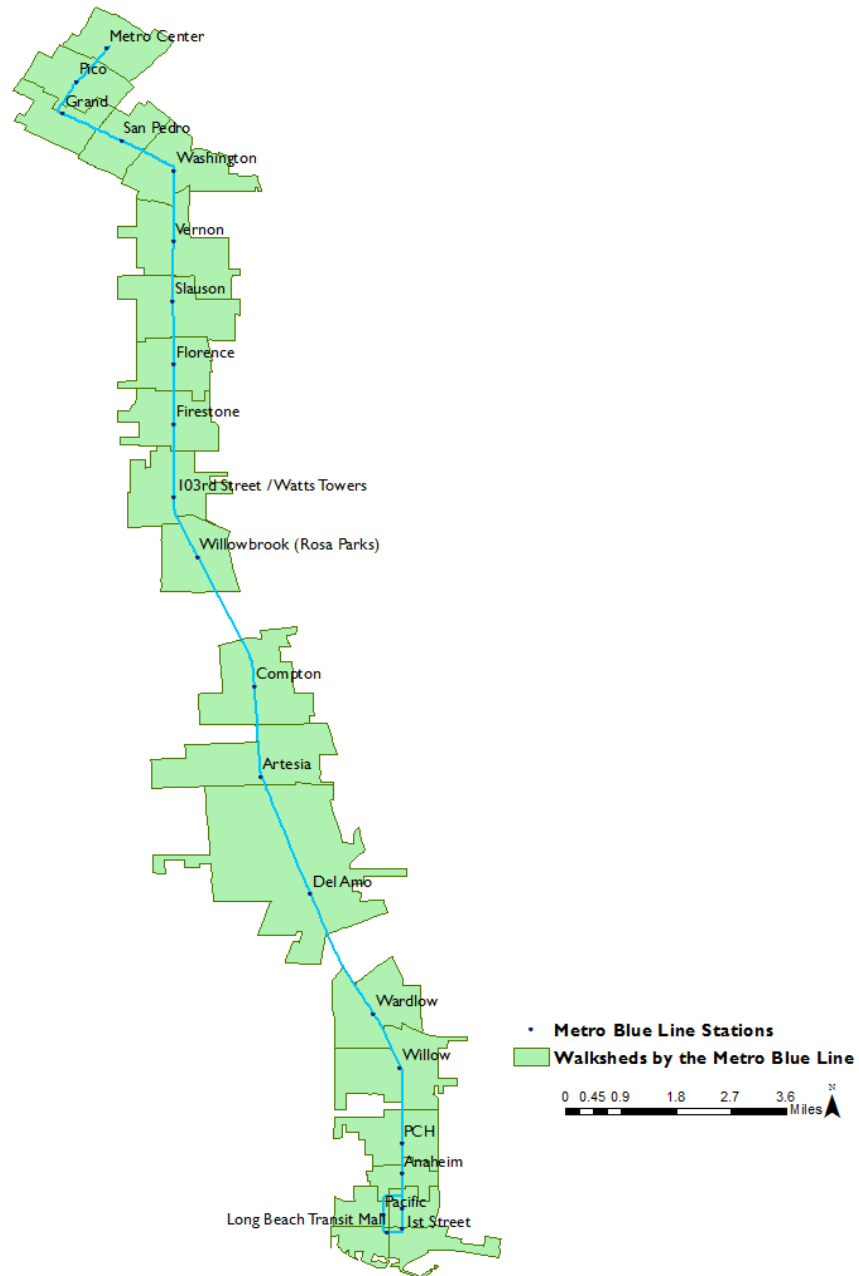 Metro Center
Pico
Grand
San Pedro
Washington
Vernon
Slauson
Florence
Firestone
103rd Street / Watts Towers
Willowbrook (Rosa Parks)
Compton
Artesia
Del Amo
Wardlow
Willow
PCH
Anaheim
Pacific
Long Beach Transit Mall
1st Street
Metro Blue Line Stations
Walksheds by the Metro Blue Line
0 0.45 0.9 1.8 2.7 3.6
Miles
N